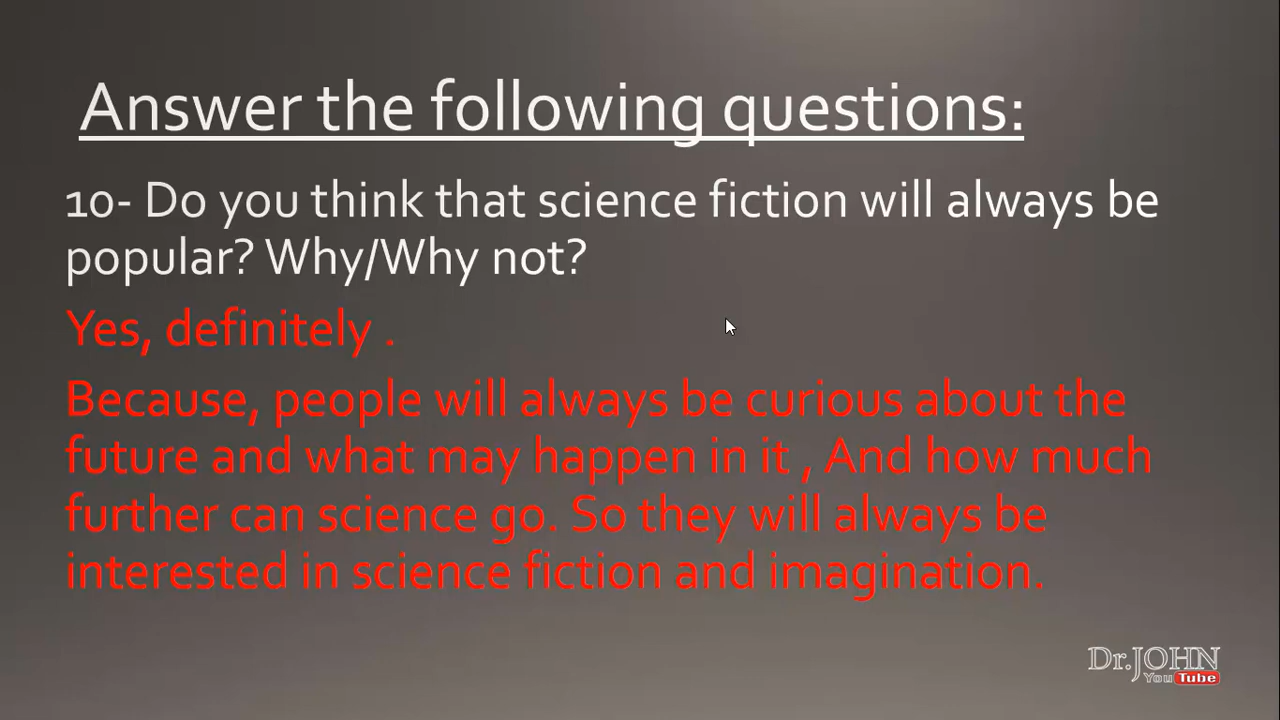 Answer the following questions:
10- Do you think that science fiction will always be
popular? Why/Why not?
Yes, definitely .
Because, people will always be curious about the
future and what may happen in it , And how much
further can science go. So they will always be
interested in science fiction and imagination.
Dr.JOHN
YouTube